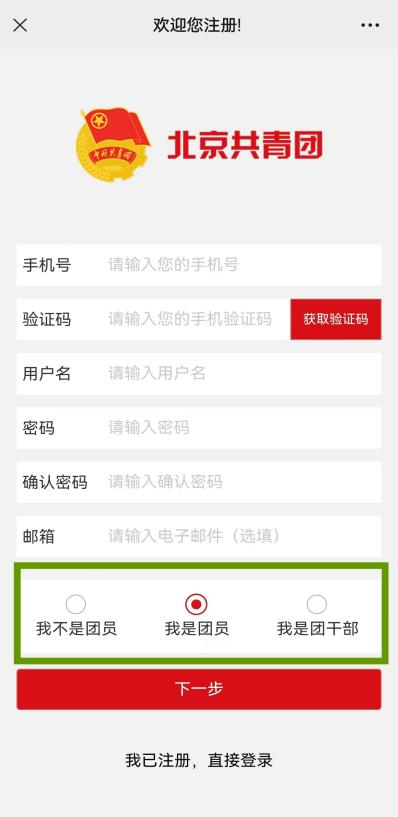 欢迎您注册!
中国共青团
北京共青团
手机号 请输入您的手机号
验证码 请输入您的手机验证码 获取验证码
用户名 请输入用户名
密码 请输入密码
确认密码 请输入确认密码
邮箱 请输入电子邮件（选填）
我不是团员 我是团员 我是团干部
下一步
我已注册，直接登录